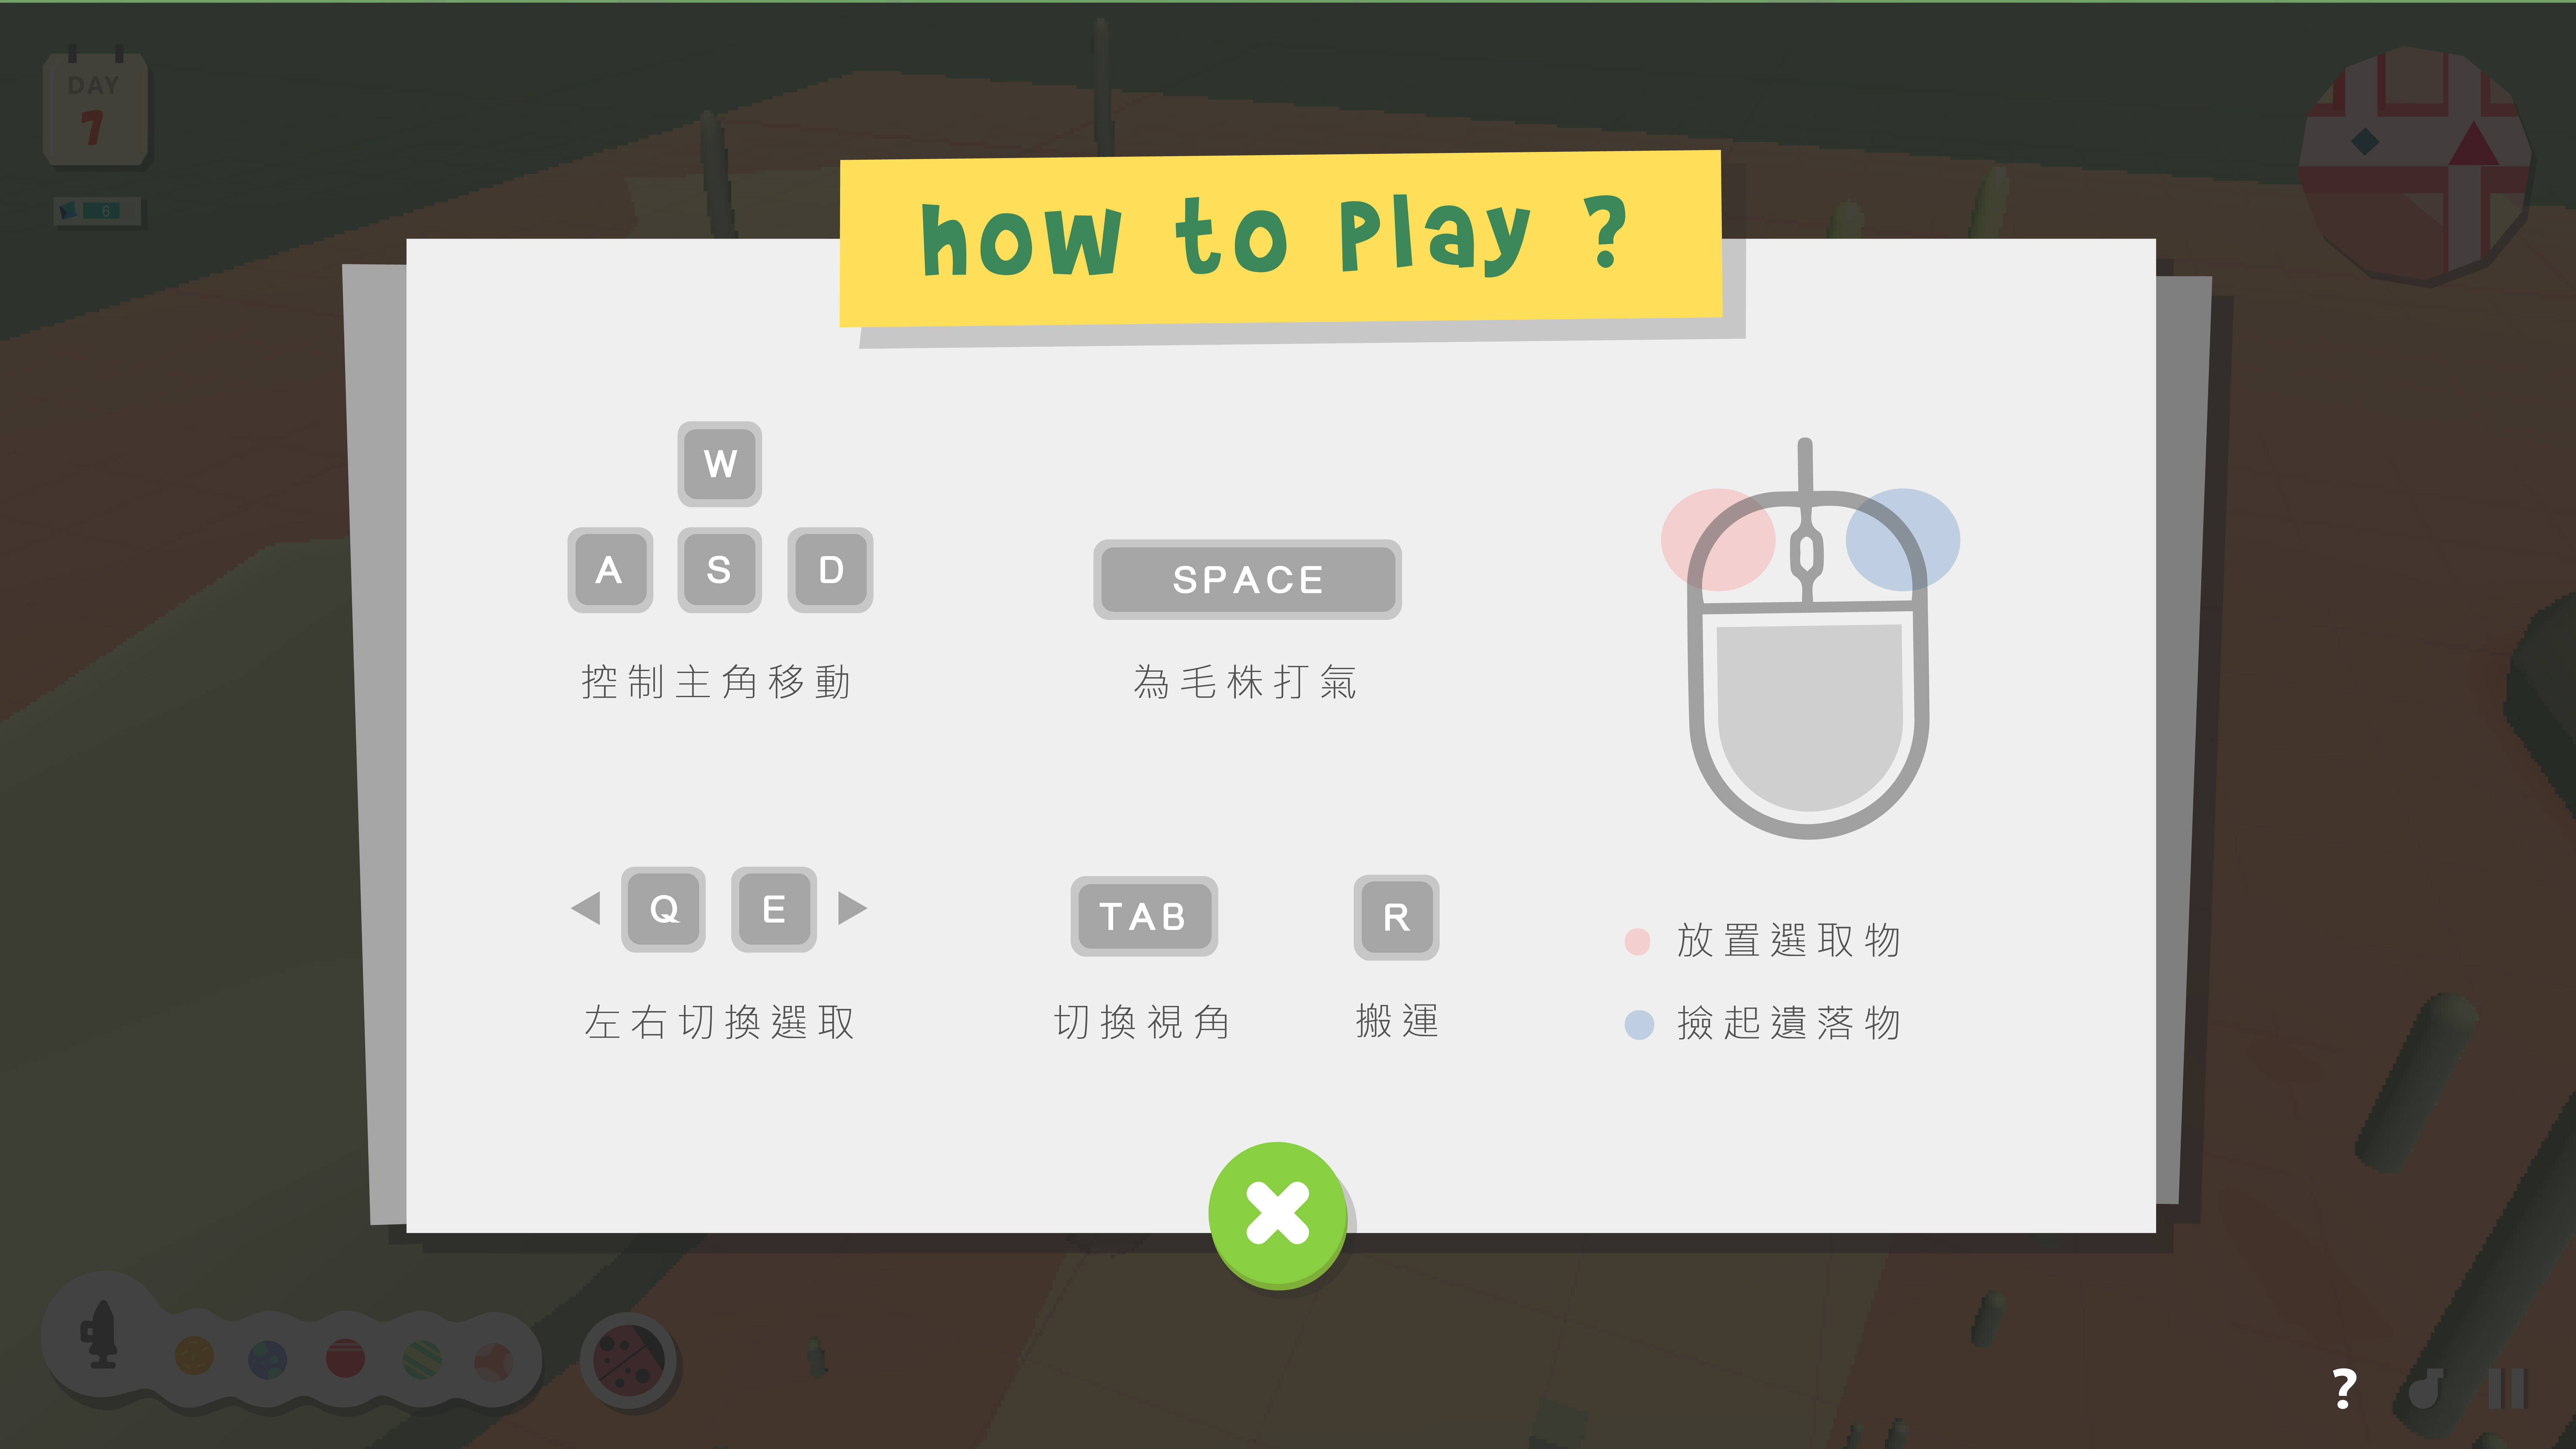 DAY
7
6
how to Play ?
W
A S D
控制主角移動
SPACE
為毛株打氣
Q E
左右切換選取
TAB
切換視角
R
搬運
放置選取物
撿起遺落物
?